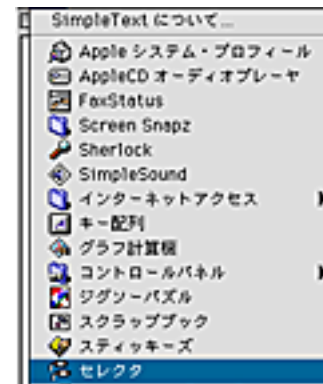 SimpleText について...
Apple システム・プロフィール
AppleCD オーディオプレーヤ
FaxStatus
Screen Snapz
Sherlock
SimpleSound
インターネットアクセス
キー配列
グラフ計算機
コントロールパネル
ジグソーパズル
スクラップブック
スティッキーズ
セレクタ